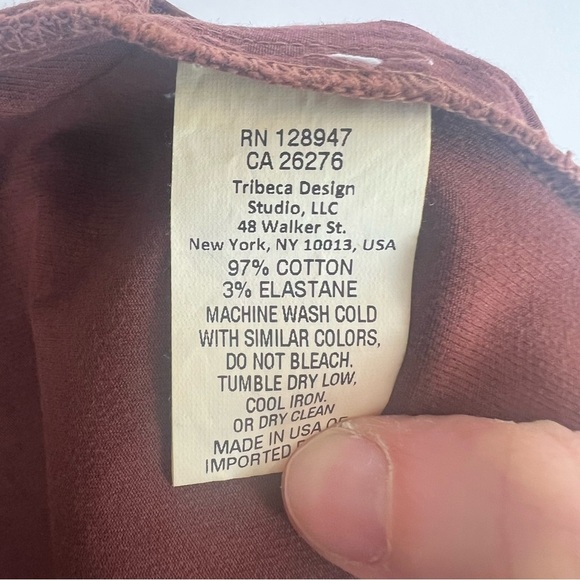 RN 128947
CA 26276
Tribeca Design
Studio, LLC
48 Walker St.
New York, NY 10013, USA
97% COTTON
3% ELASTANE
MACHINE WASH COLD
WITH SIMILAR COLORS,
DO NOT BLEACH.
TUMBLE DRY LOW,
COOL IRON.
OR DRY CLEAN
MADE IN USA OF
IMPORTED